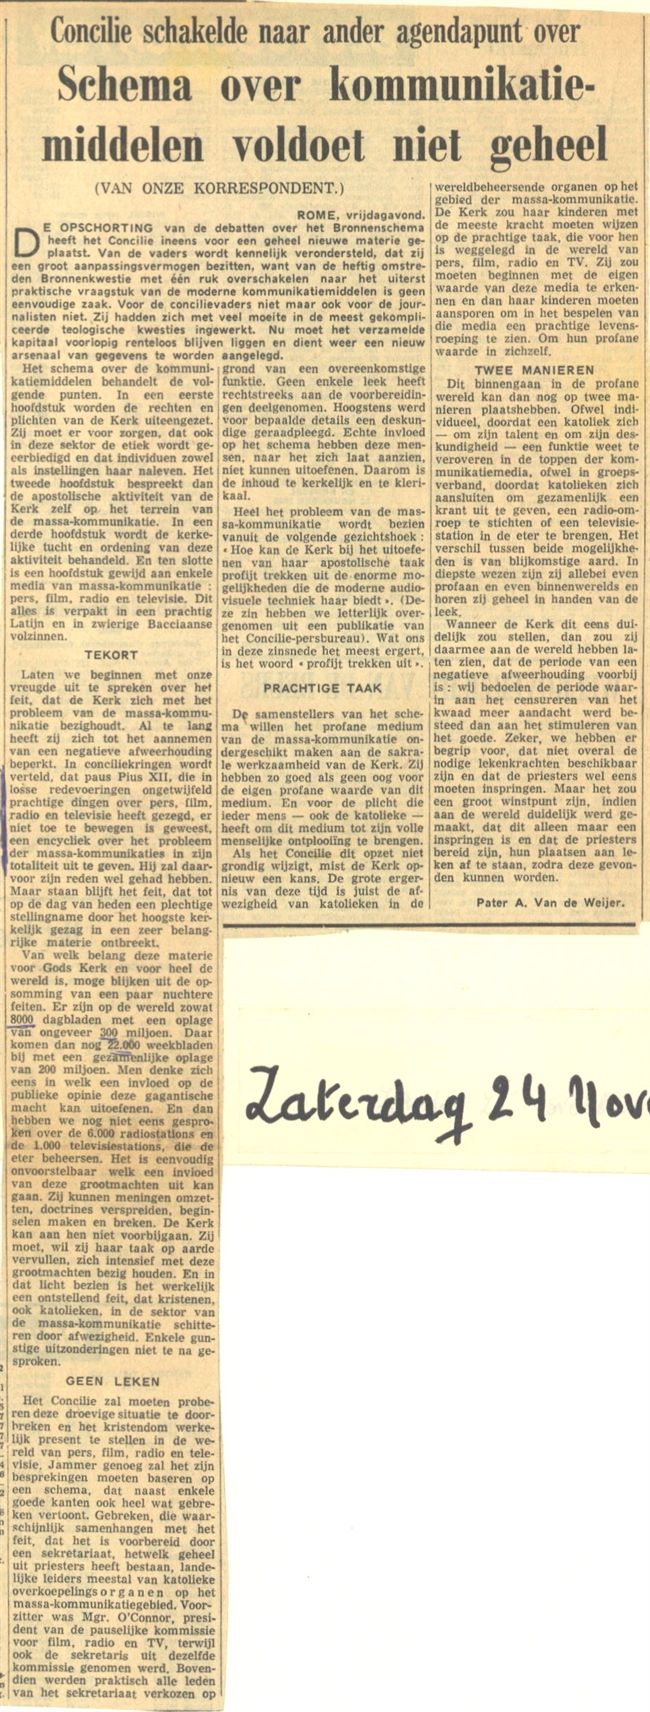 Concilie schakelde naar ander agendapunt over
Schema over kommunikatie-
middelen voldoet niet geheel
(VAN ONZE KORRESPONDENT.)
ROME, vrijdagavond.
DE OPSCHORTING van de debatten over het Bronnenschema
heeft het Concilie ineens voor een geheel nieuwe materie ge-
plaatst. Van de vaders wordt kennelijk verondersteld, dat zij
een groot aanpassingsvermogen bezitten, want van de heftig omstre-
den Bronnenkwestie met één ruk overschakelen naar het uiterst
praktische vraagstuk van de moderne kommunikatiemiddelen is geen
eenvoudige zaak. Voor de concilievaders niet maar ook voor de jour-
nalisten niet. Zij hadden zich met veel moeite in de meest gekompli-
ceerde teologische kwesties ingewerkt. Nu moet het verzamelde
kapitaal voorlopig renteloos blijven liggen en dient weer een nieuw
arsenaal van gegevens te worden aangelegd.
Het schema over de kommuni-
katiemiddelen behandelt de vol-
gende punten. In een eerste
hoofdstuk worden de rechten en
plichten van de Kerk uiteengezet.
Zij moet er voor zorgen, dat ook
in deze sector de etiek wordt ge-
eerbiedigd en dat individuen zowel
als instellingen haar naleven. Het
tweede hoofdstuk bespreekt dan
de apostolische aktiviteit van de
Kerk zelf op het terrein van
de massa-kommunikatie. In een
derde hoofdstuk wordt de kerke-
lijke tucht en ordening van deze
aktiviteit behandeld. En ten slotte
is een hoofdstuk gewijd aan enkele
media van massa-kommunikatie :
pers, film, radio en televisie. Dit
alles is verpakt in een prachtig
Latijn en in zwierige Bacciaanse
volzinnen.
TEKORT
Laten we beginnen met onze
vreugde uit te spreken over het
feit, dat de Kerk zich met het
probleem van de massa-kommu-
nikatie bezighoudt. Al te lang
heeft zij zich tot het aannemen
van een negatieve afweerhouding
beperkt. In conciliekringen wordt
verteld, dat paus Pius XII, die in
losse redevoeringen ongetwijfeld
prachtige dingen over pers, film,
radio en televisie heeft gezegd, er
niet toe te bewegen is geweest,
een encycliek over het probleem
der massa-kommunikaties in zijn
totaliteit uit te geven. Hij zal daar-
voor zijn reden wel gehad hebben.
Maar staan blijft het feit, dat tot
op de dag van heden een plechtige
stellingname door het hoogste ker-
kelijk gezag in een zeer belang-
rijke materie ontbreekt.
Van welk belang deze materie
voor Gods Kerk en voor heel de
wereld is, moge blijken uit de op-
somming van een paar nuchtere
feiten. Er zijn op de wereld zowat
8000 dagbladen met een oplage
van ongeveer 300 miljoen. Daar
komen dan nog 22.000 weekbladen
bij met een gezamenlijke oplage
van 200 miljoen. Men denke zich
eens in welk een invloed op de
publieke opinie deze gagantische
macht kan uitoefenen. En dan
hebben we nog niet eens gespro-
ken over de 6.000 radiostations en
de 1.000 televisiestations, die de
eter beheersen. Het is eenvoudig
onvoorstelbaar welk een invloed
van deze grootmachten uit kan
gaan. Zij kunnen meningen omzet-
ten, doctrines verspreiden, begin-
selen maken en breken. De Kerk
kan aan hen niet voorbijgaan. Zij
moet, wil zij haar taak op aarde
vervullen, zich intensief met deze
grootmachten bezig houden. En in
dat licht bezien is het werkelijk
een ontstellend feit, dat kristenen,
ook katolieken, in de sektor van
de massa-kommunikatie schitte-
ren door afwezigheid. Enkele gun-
stige uitzonderingen niet te na ge-
sproken.
GEEN LEKEN
Het Concilie zal moeten probe-
ren deze droevige situatie te door-
breken en het kristendom werke-
lijk present te stellen in de we-
reld van pers, film, radio en tele-
visie. Jammer genoeg zal het zijn
besprekingen moeten baseren op
een schema, dat naast enkele
goede kanten ook heel wat gebre-
ken vertoont. Gebreken, die waar-
schijnlijk samenhangen met het
feit, dat het is voorbereid door
een sekretariaat, hetwelk geheel
uit priesters heeft bestaan, lande-
lijke leiders meestal van katolieke
overkoepelingsorganen op het
massa-kommunikatiegebied. Voor-
zitter was Mgr. O'Connor, presi-
dent van de pauselijke kommissie
voor film, radio en TV, terwijl
ook de sekretaris uit dezelfde
kommissie genomen werd. Boven-
dien werden praktisch alle leden
van het sekretariaat verkozen op
grond van een overeenkomstige
funktie. Geen enkele leek heeft
rechtstreeks aan de voorbereidin-
gen deelgenomen. Hoogstens werd
voor bepaalde details een deskun-
dige geraadpleegd. Echte invloed
op het schema hebben deze men-
sen, naar het zich laat aanzien,
niet kunnen uitoefenen. Daarom is
de inhoud te kerkelijk en te kleri-
kaal.
Heel het probleem van de mas-
sa-kommunikatie wordt bezien
vanuit de volgende gezichtshoek :
« Hoe kan de Kerk bij het uitoefe-
nen van haar apostolische taak
profijt trekken uit de enorme mo-
gelijkheden die de moderne audio-
visuele techniek haar biedt ». (De-
ze zin hebben we letterlijk over-
genomen uit een publikatie van
het Concilie-persbureau). Wat ons
in deze zinsnede het meest ergert,
is het woord « profijt trekken uit ».
PRACHTIGE TAAK
De samenstellers van het sche-
ma willen het profane medium
van de massa-kommunikatie on-
dergeschikt maken aan de sakra-
le werkzaamheid van de Kerk. Zij
hebben zo goed als geen oog voor
de eigen profane waarde van dit
medium. En voor de plicht die
ieder mens — ook de katolieke —
heeft om dit medium tot zijn volle
menselijke ontplooiïng te brengen.
Als het Concilie dit opzet niet
grondig wijzigt, mist de Kerk op-
nieuw een kans. De grote erger-
nis van deze tijd is juist de af-
wezigheid van katolieken in de
wereldbeheersende organen op het
gebied der massa-kommunikatie.
De Kerk zou haar kinderen met
de meeste kracht moeten wijzen
op de prachtige taak, die voor hen
is weggelegd in de wereld van
pers, film, radio en TV. Zij zou
moeten beginnen met de eigen
waarde van deze media te erken-
nen en dan haar kinderen moeten
aansporen om in het bespelen van
die media een prachtige levens-
roeping te zien. Om hun profane
waarde in zichzelf.
TWEE MANIEREN
Dit binnengaan in de profane
wereld kan dan nog op twee ma-
nieren plaatshebben. Ofwel indi-
vidueel, doordat een katoliek zich
— om zijn talent en om zijn des-
kundigheid — een funktie weet te
veroveren in de toppen der kom-
munikatiemedia, ofwel in groeps-
verband, doordat katolieken zich
aansluiten om gezamenlijk een
krant uit te geven, een radio-om-
roep te stichten of een televisie-
station in de eter te brengen. Het
verschil tussen beide mogelijkhe-
den is van blijkomstige aard. In
diepste wezen zijn zij allebei even
profaan en even binnenwerelds en
horen zij geheel in handen van de
leek.
Wanneer de Kerk dit eens dui-
delijk zou stellen, dan zou zij
daarmee aan de wereld hebben la-
ten zien, dat de periode van een
negatieve afweerhouding voorbij
is : wij bedoelen de periode waar-
in aan het censureren van het
kwaad meer aandacht werd be-
steed dan aan het stimuleren van
het goede. Zeker, we hebben er
begrip voor, dat niet overal de
nodige lekenkrachten beschikbaar
zijn en dat de priesters wel eens
moeten inspringen. Maar het zou
een groot winstpunt zijn, indien
aan de wereld duidelijk werd ge-
maakt, dat dit alleen maar een
inspringen is en dat de priesters
bereid zijn, hun plaatsen aan le-
ken af te staan, zodra deze gevon-
den kunnen worden.
Pater A. Van de Weijer.
Zaterdag 24 Nove